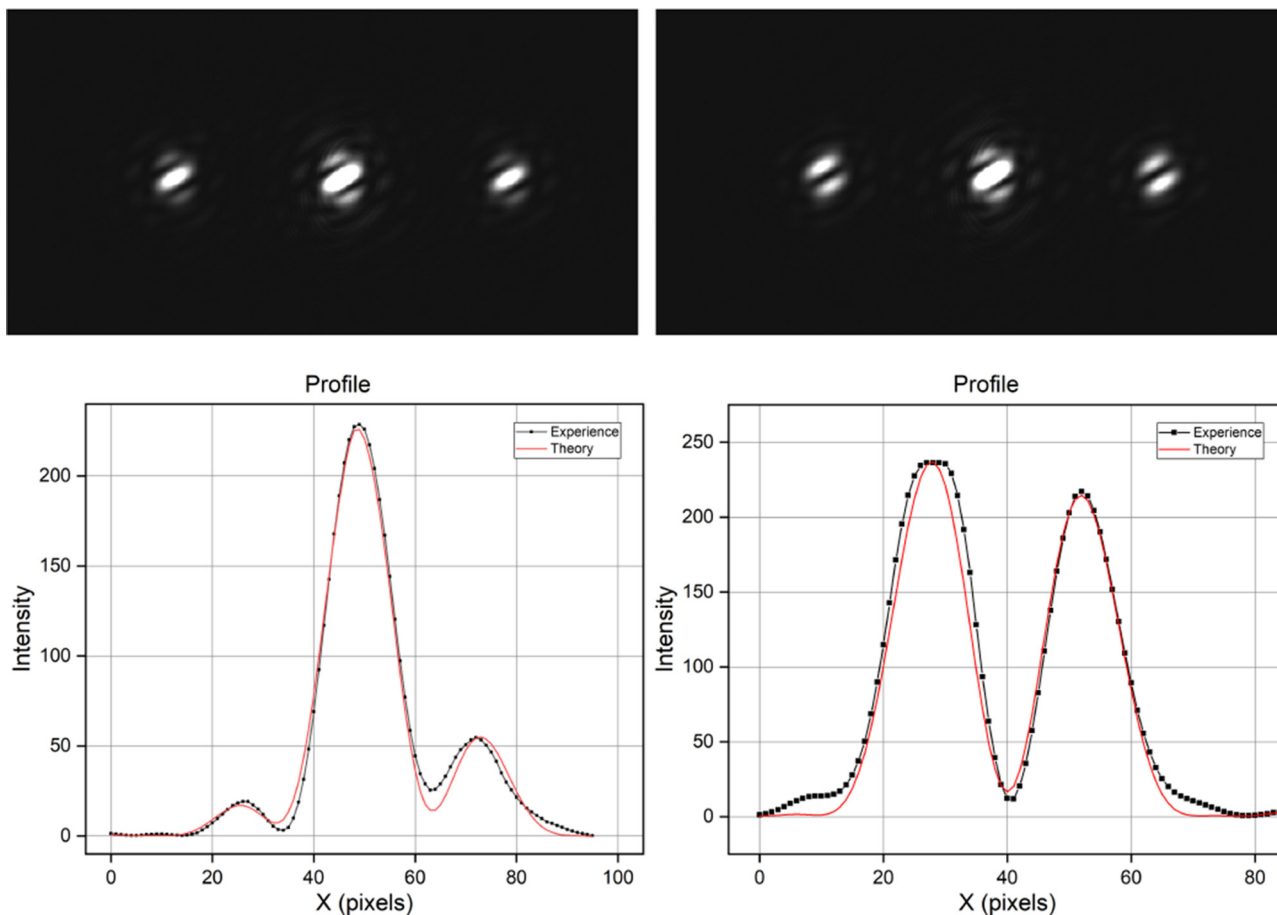 Profile
Experience
Theory
200
150
100
50
0
Intensity
0 20 40 60 80 100
X (pixels)
Profile
Experience
Theory
250
200
150
100
50
0
Intensity
0 20 40 60 80
X (pixels)